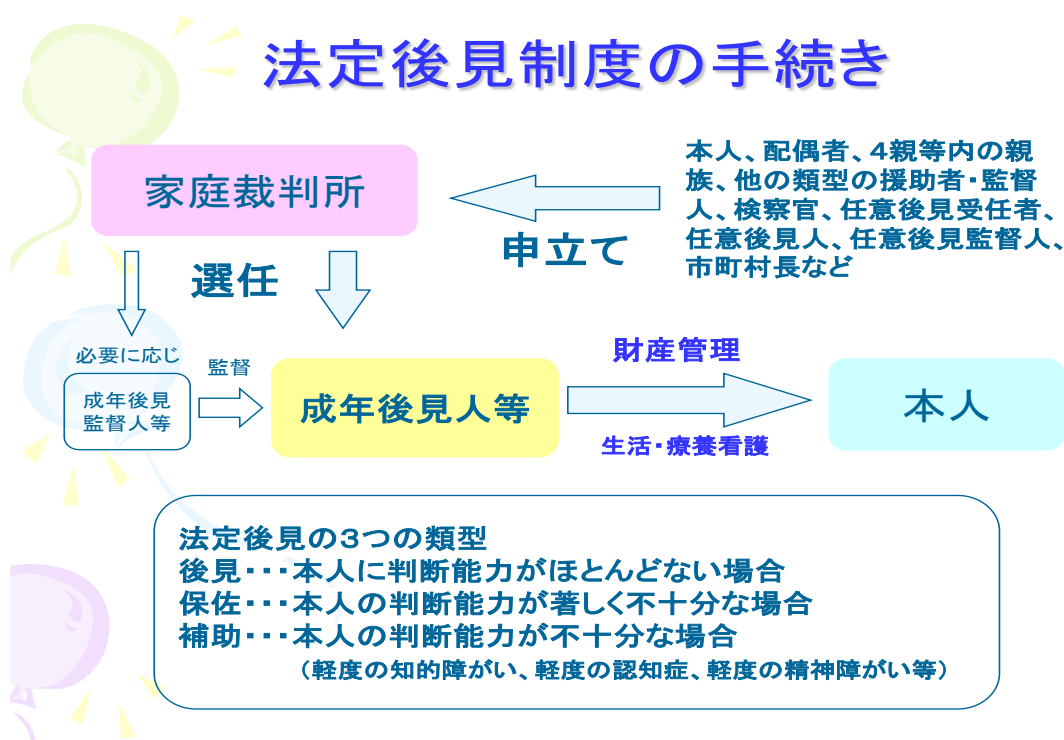 法定後見制度の手続き
家庭裁判所
本人、配偶者、４親等内の親
族、他の類型の援助者・監督
人、検察官、任意後見受任者、
任意後見人、任意後見監督人、
市町村長など
申立て
選任
必要に応じ
成年後見
監督人等
監督
成年後見人等
財産管理
生活・療養看護
本人
法定後見の３つの類型
後見・・・本人に判断能力がほとんどない場合
保佐・・・本人の判断能力が著しく不十分な場合
補助・・・本人の判断能力が不十分な場合
（軽度の知的障がい、軽度の認知症、軽度の精神障がい等）